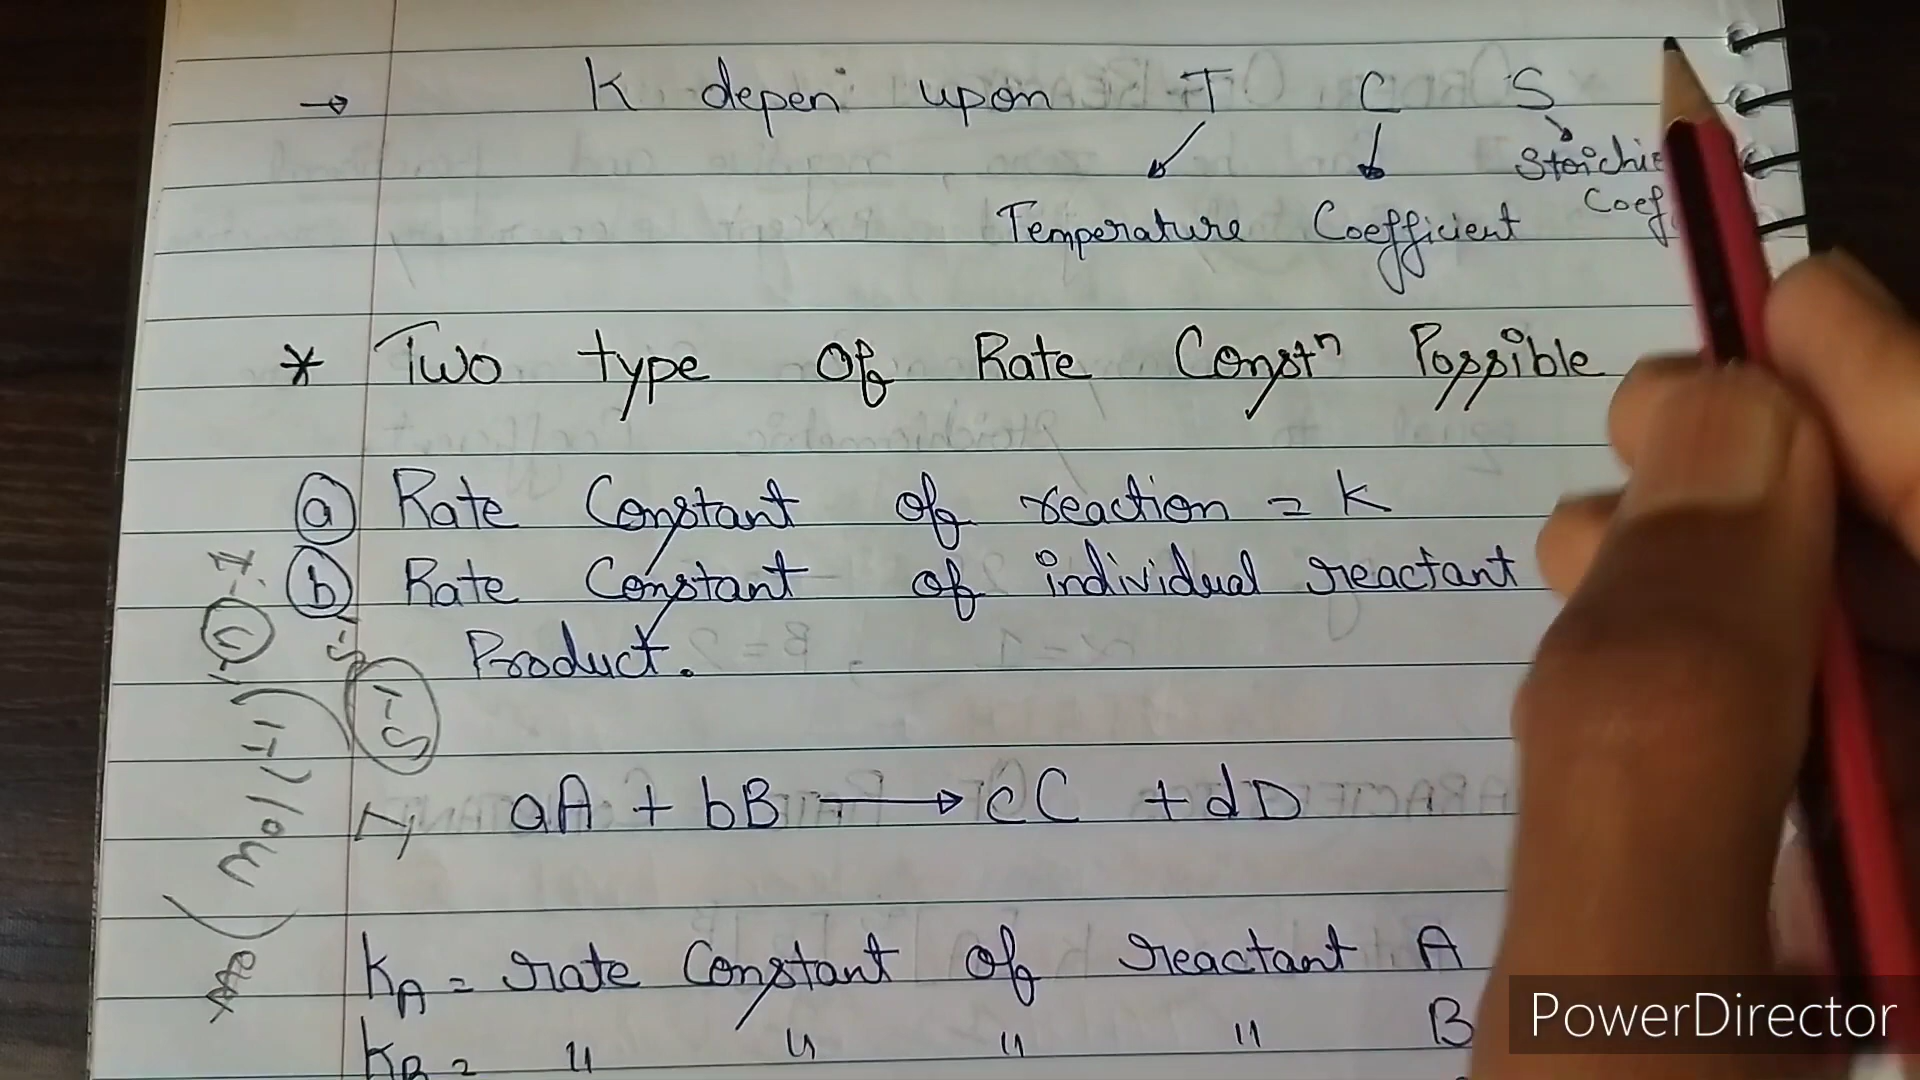 → K depen upon T C S
Stoichie
Coef
Temperature Coefficient
* Two type of Rate Constn Possible
a Rate Constant of reaction = K
b Rate Constant of individual reactant
Product.
aA + bB → cC + dD
KA = rate Constant of reactant A
KB = " " " " B
PowerDirector